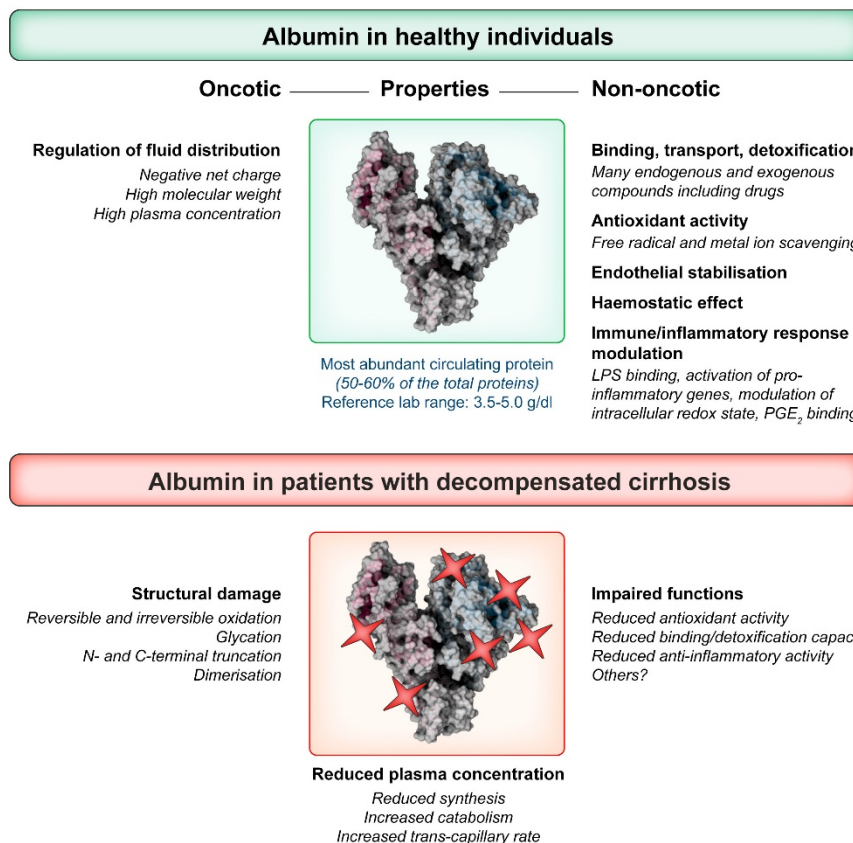 Albumin in healthy individuals
Oncotic
Properties
Non-oncotic
Regulation of fluid distribution
Negative net charge
High molecular weight
High plasma concentration
Most abundant circulating protein
(50-60% of the total proteins)
Reference lab range: 3.5-5.0 g/dl
Binding, transport, detoxification
Many endogenous and exogenous
compounds including drugs
Antioxidant activity
Free radical and metal ion scavenging
Endothelial stabilisation
Haemostatic effect
Immune/inflammatory response
modulation
LPS binding, activation of pro-
inflammatory genes, modulation of
intracellular redox state, PGE₂ binding
Albumin in patients with decompensated cirrhosis
Structural damage
Reversible and irreversible oxidation
Glycation
N- and C-terminal truncation
Dimerisation
Impaired functions
Reduced antioxidant activity
Reduced binding/detoxification capac
Reduced anti-inflammatory activity
Others?
Reduced plasma concentration
Reduced synthesis
Increased catabolism
Increased trans-capillary rate